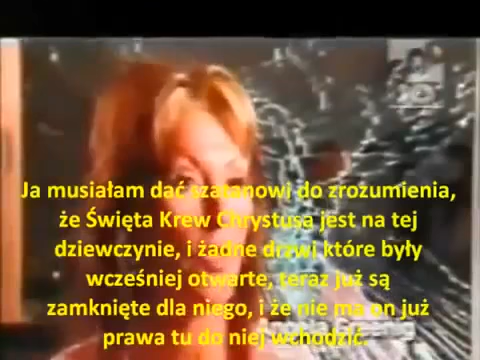 Ja musiałam dać szatanowi do zrozumienia,
że Święta Krew Chrystusa jest na tej
dziewczynie, i żadne drzwi które były
wcześniej otwarte, teraz już są
zamknięte dla niego, i że nie ma on już
prawa tu do niej wchodzić.